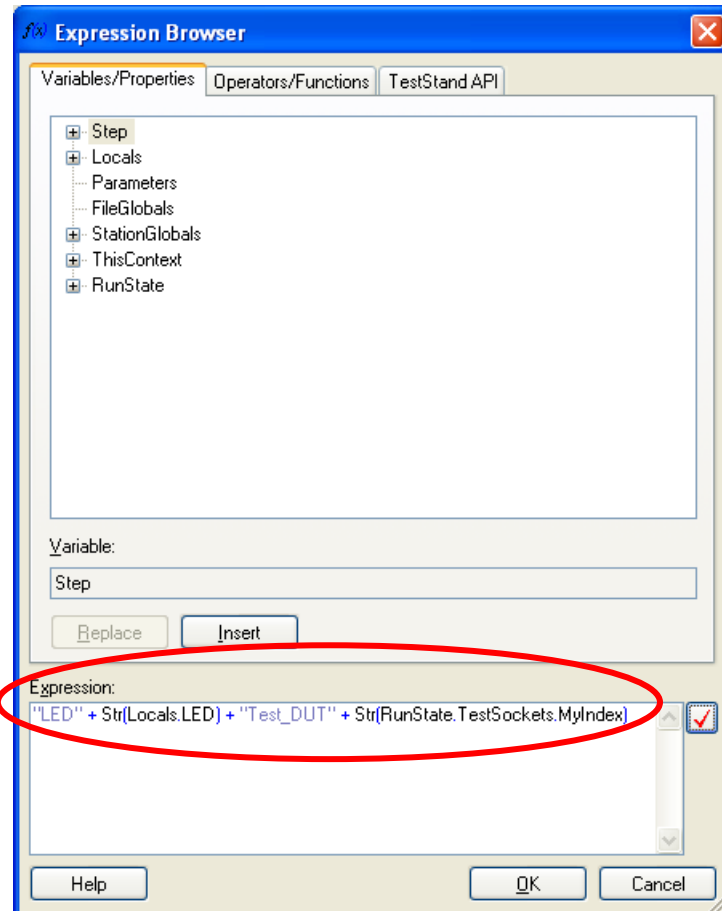 f(x) Expression Browser
Variables/Properties Operators/Functions TestStand API
Step
Locals
Parameters
FileGlobals
StationGlobals
ThisContext
RunState
Variable:
Step
Replace Insert
Expression:
"LED" + Str(Locals.LED) + "Test_DUT" + Str(RunState.TestSockets.MyIndex)
Help OK Cancel